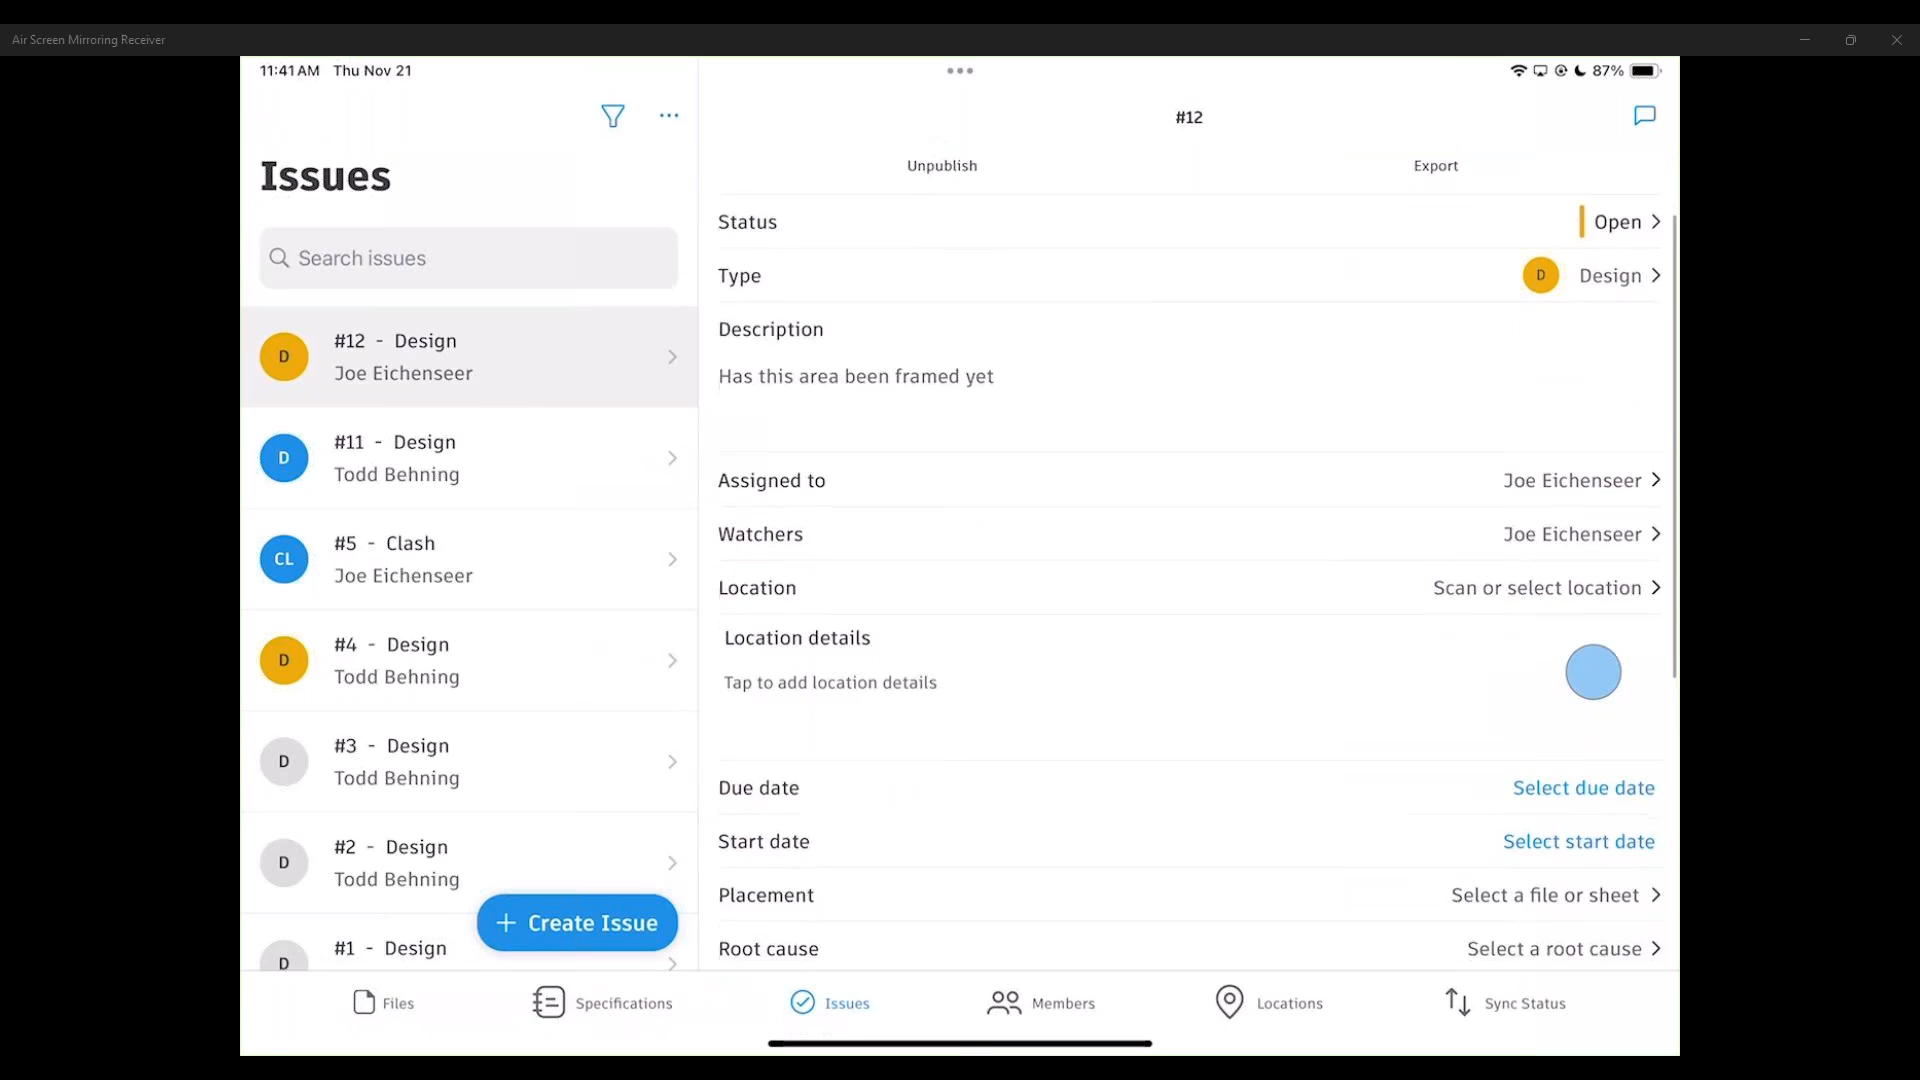 Air Screen Mirroring Receiver
11:41 AM Thu Nov 21
87%
Issues
Search issues
D
#12 - Design
Joe Eichenseer
D
#11 - Design
Todd Behning
CL
#5 - Clash
Joe Eichenseer
D
#4 - Design
Todd Behning
D
#3 - Design
Todd Behning
D
#2 - Design
Todd Behning
D
#1 - Design
+ Create Issue
#12
Unpublish Export
Status Open
Type D Design
Description
Has this area been framed yet
Assigned to Joe Eichenseer
Watchers Joe Eichenseer
Location Scan or select location
Location details
Tap to add location details
Due date Select due date
Start date Select start date
Placement Select a file or sheet
Root cause Select a root cause
Files Specifications Issues Members Locations Sync Status